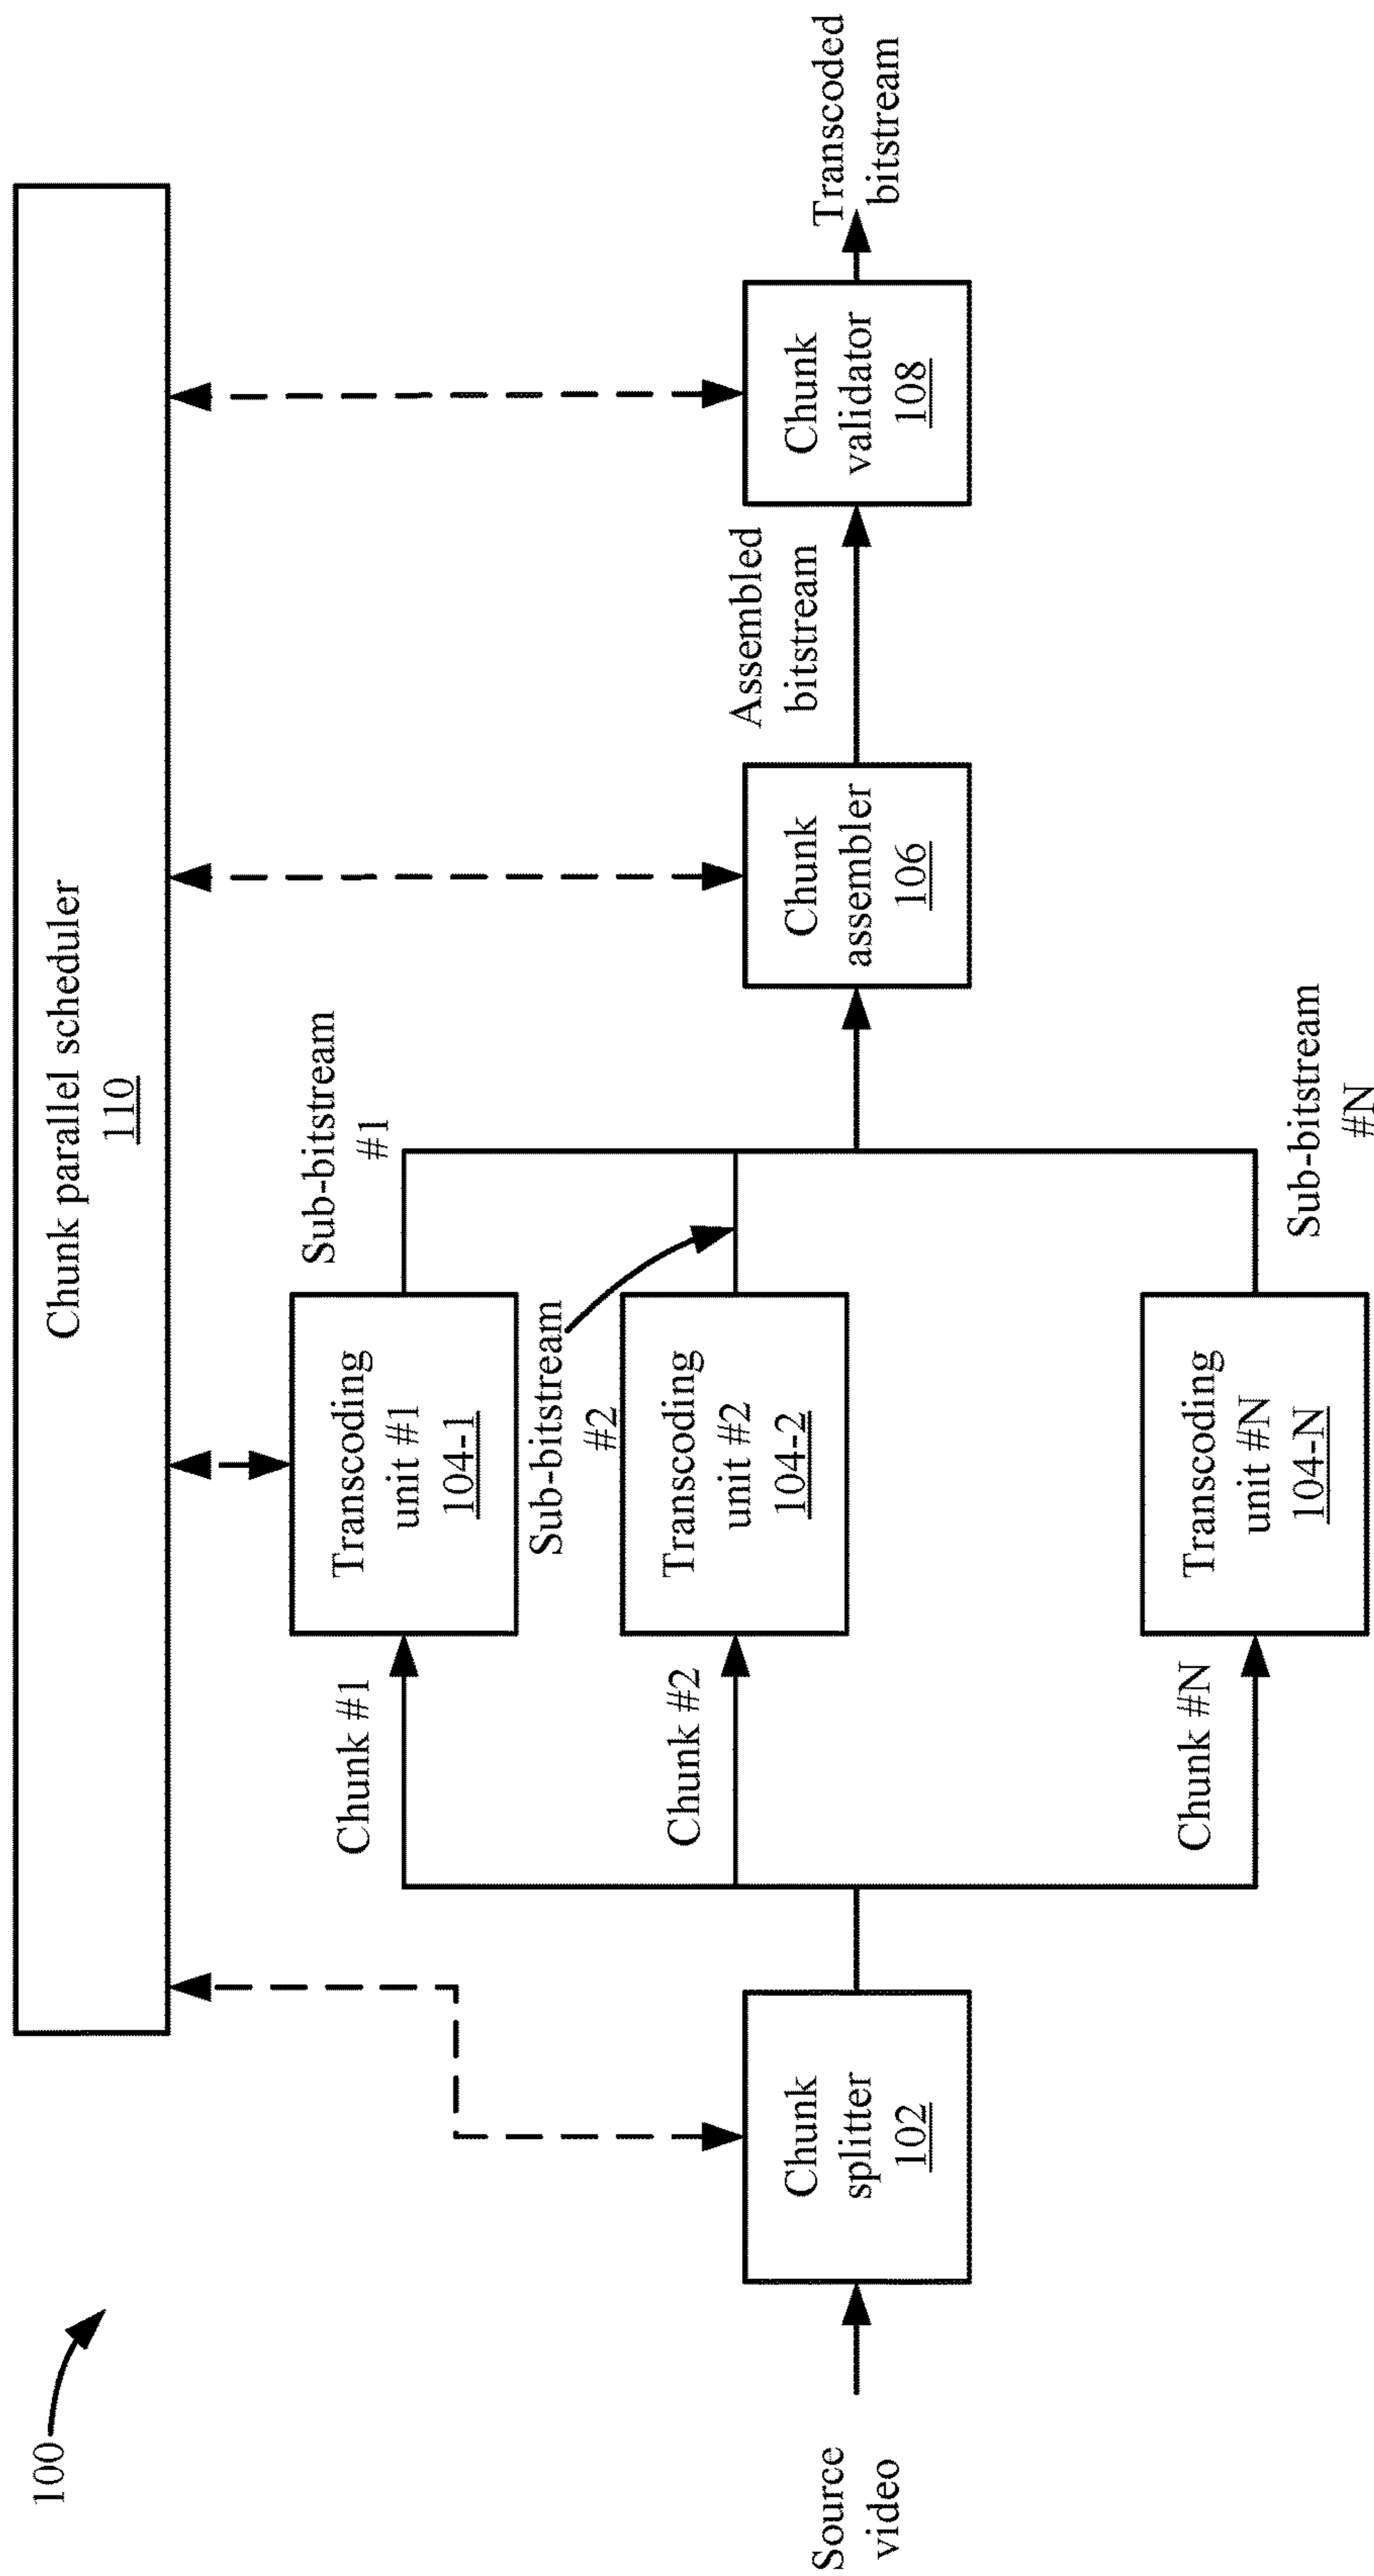 100
Chunk parallel scheduler
110
Source
video
Chunk
splitter
102
Chunk #1
Chunk #2
Chunk #N
Transcoding
unit #1
104-1
Sub-bitstream
#1
Sub-bitstream
#2
Transcoding
unit #2
104-2
Transcoding
unit #N
104-N
Sub-bitstream
#N
Chunk
assembler
106
Assembled
bitstream
Chunk
validator
108
Transcoded
bitstream